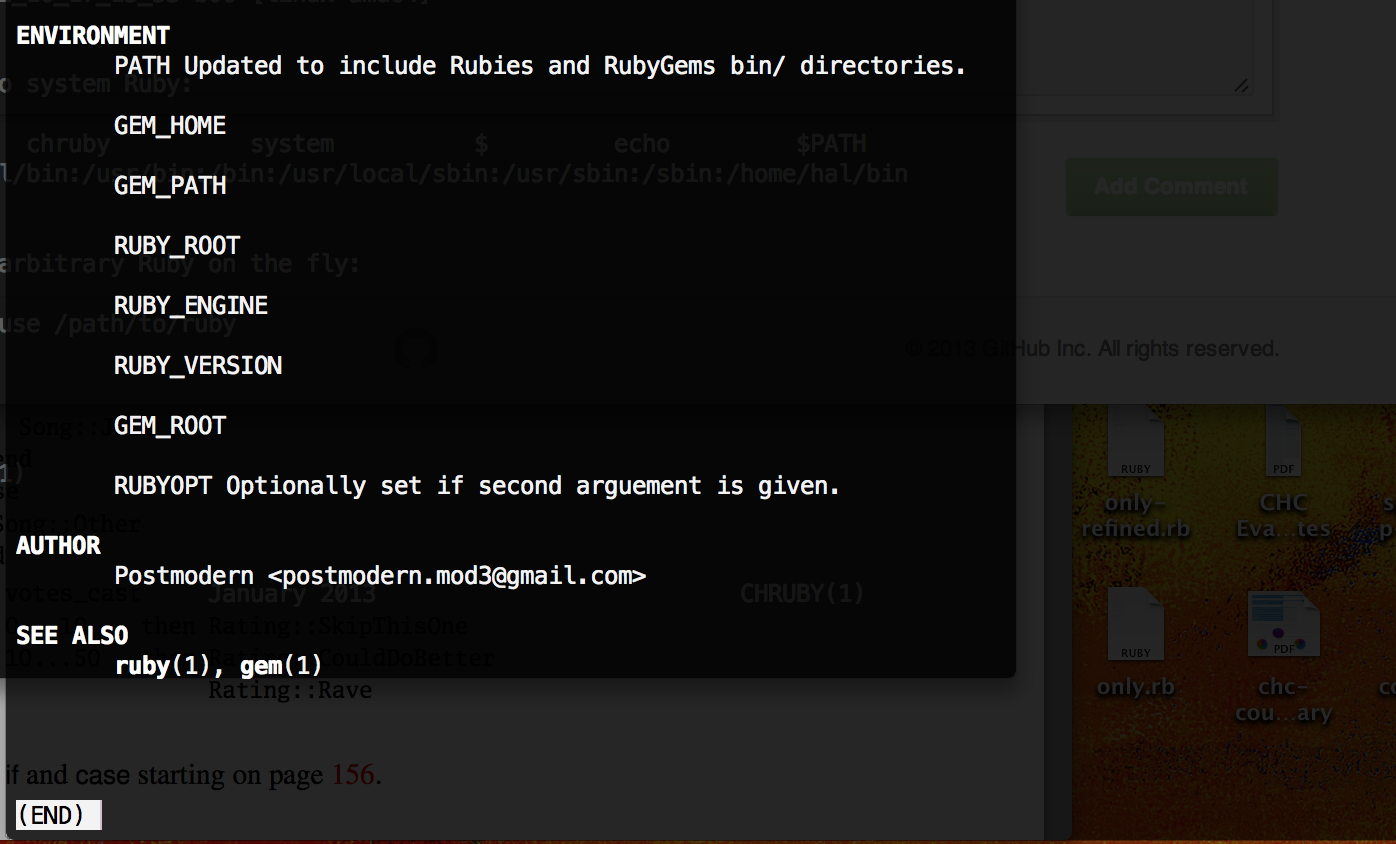 ENVIRONMENT
PATH Updated to include Rubies and RubyGems bin/ directories.
o system Ruby:
GEM_HOME
chruby system $ echo $PATH
l/bin:/usr/bin:/bin:/usr/local/sbin:/usr/sbin:/sbin:/home/hal/bin
GEM_PATH
Add Comment
RUBY_ROOT
arbitrary Ruby on the fly:
RUBY_ENGINE
use /path/to/ruby
© 2013 GitHub Inc. All rights reserved.
RUBY_VERSION
GEM_ROOT
end
1)
RUBY
PDF
RUBYOPT Optionally set if second arguement is given.
only-
refined.rb
CHC
Eva...tes
Song::Other
AUTHOR
Postmodern <postmodern.mod3@gmail.com>
votes_cast January 2013 CHRUBY(1)
then Rating::SkipThisOne
SEE ALSO
10...50 Rating::CouldDoBetter
ruby(1), gem(1)
RUBY
PDF
Rating::Rave
only.rb
chc-
cou...ary
if and case starting on page 156.
(END)